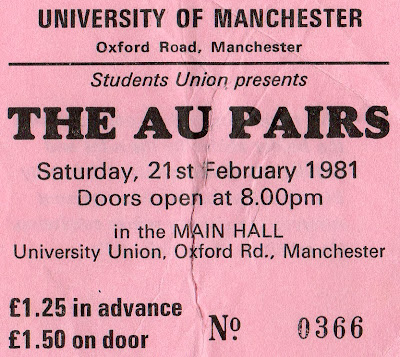 UNIVERSITY OF MANCHESTER
Oxford Road, Manchester
Students Union presents
THE AU PAIRS
Saturday, 21st February 1981
Doors open at 8.00pm
in the MAIN HALL
University Union, Oxford Rd., Manchester
£1.25 in advance
£1.50 on door
Nº 0366